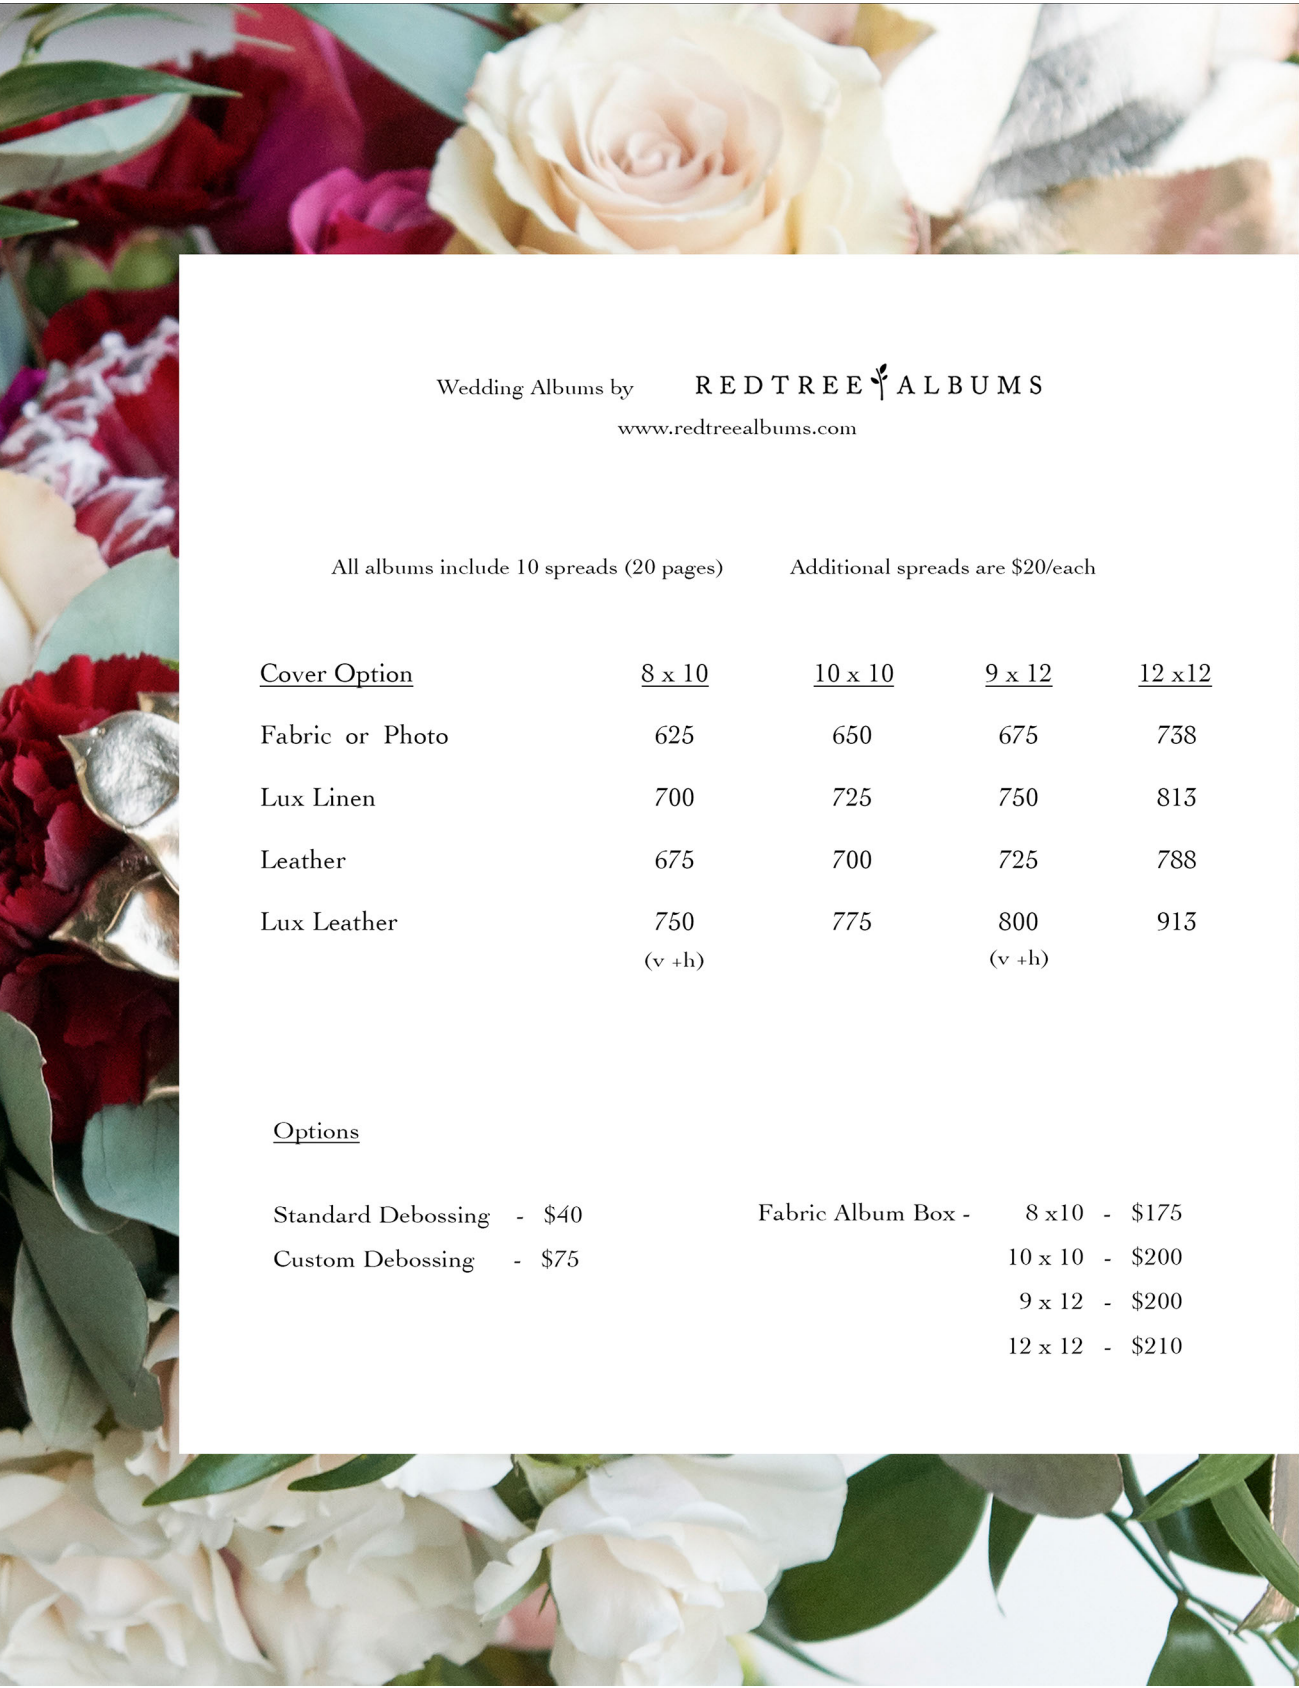 Wedding Albums by REDTREE ALBUMS
www.redtreealbums.com
All albums include 10 spreads (20 pages) Additional spreads are $20/each
Cover Option 8 x 10 10 x 10 9 x 12 12 x12
Fabric or Photo 625 650 675 738
Lux Linen 700 725 750 813
Leather 675 700 725 788
Lux Leather 750 775 800 913
(v +h) (v +h)
Options
Standard Debossing - $40 Fabric Album Box - 8 x10 - $175
Custom Debossing - $75 10 x 10 - $200
9 x 12 - $200
12 x 12 - $210